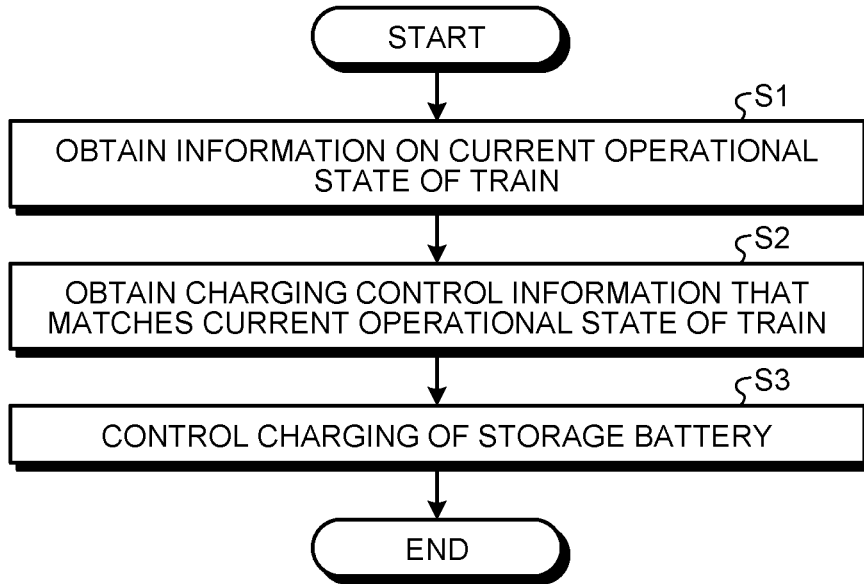 START
S1
OBTAIN INFORMATION ON CURRENT OPERATIONAL
STATE OF TRAIN
S2
OBTAIN CHARGING CONTROL INFORMATION THAT
MATCHES CURRENT OPERATIONAL STATE OF TRAIN
S3
CONTROL CHARGING OF STORAGE BATTERY
END